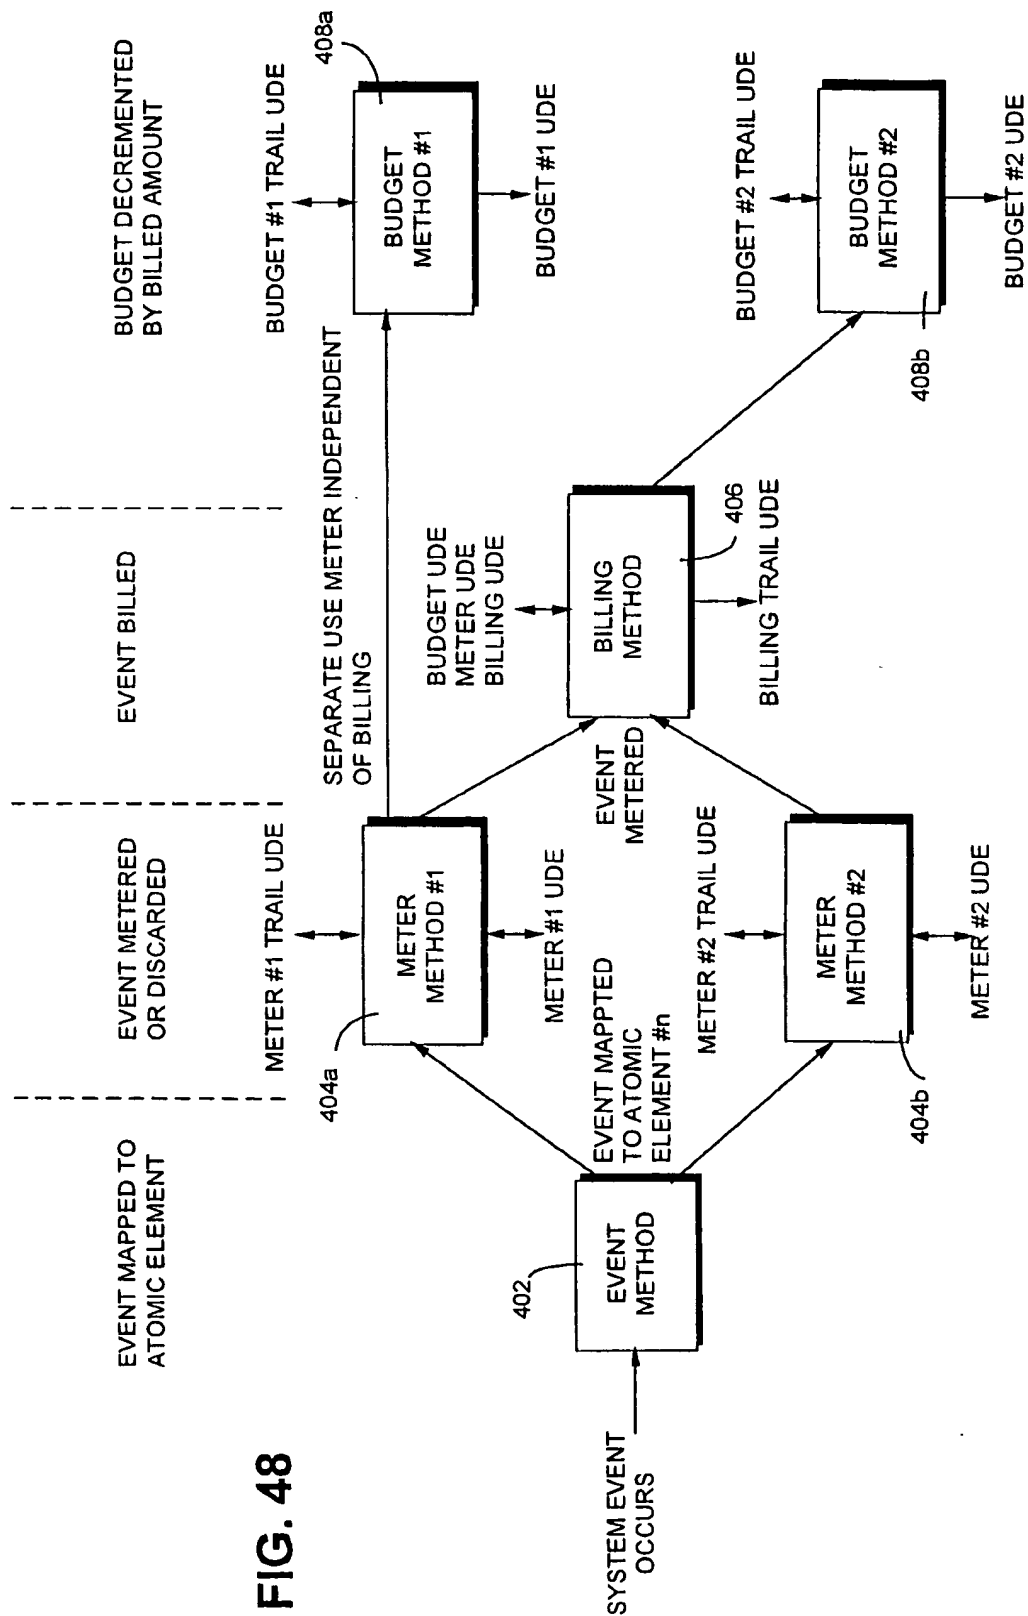 FIG. 48
EVENT MAPPED TO
ATOMIC ELEMENT
EVENT METERED
OR DISCARDED
EVENT BILLED
BUDGET DECREMENTED
BY BILLED AMOUNT
SYSTEM EVENT
OCCURS
402
EVENT
METHOD
EVENT MAPPTED
TO ATOMIC
ELEMENT #n
METER #1 TRAIL UDE
404a
METER
METHOD #1
METER #1 UDE
METER #2 TRAIL UDE
METER
METHOD #2
404b
METER #2 UDE
SEPARATE USE METER INDEPENDENT
OF BILLING
EVENT
METERED
BUDGET UDE
METER UDE
BILLING UDE
BILLING
METHOD
406
BILLING TRAIL UDE
BUDGET #1 TRAIL UDE
408a
BUDGET
METHOD #1
BUDGET #1 UDE
BUDGET #2 TRAIL UDE
BUDGET
METHOD #2
408b
BUDGET #2 UDE